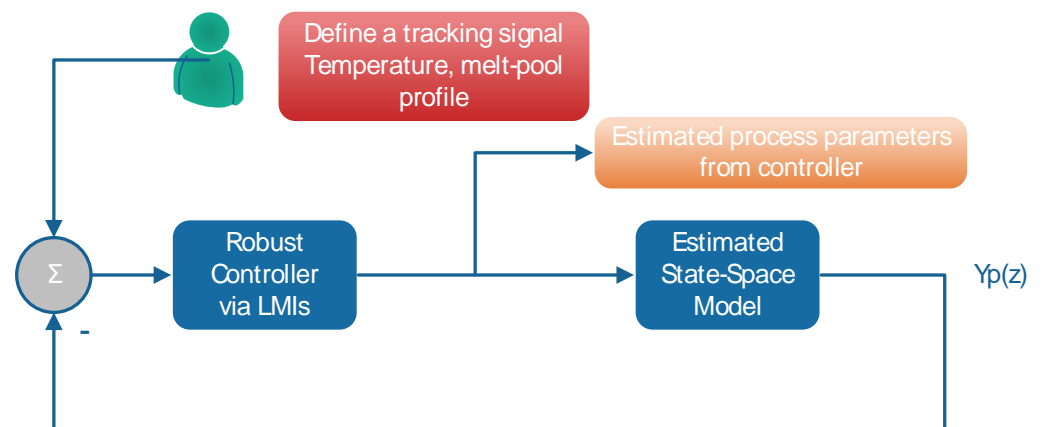 Define a tracking signal
Temperature, melt-pool
profile
Estimated process parameters
from controller
Σ
Robust
Controller
via LMIs
Estimated
State-Space
Model
Yp(z)
-